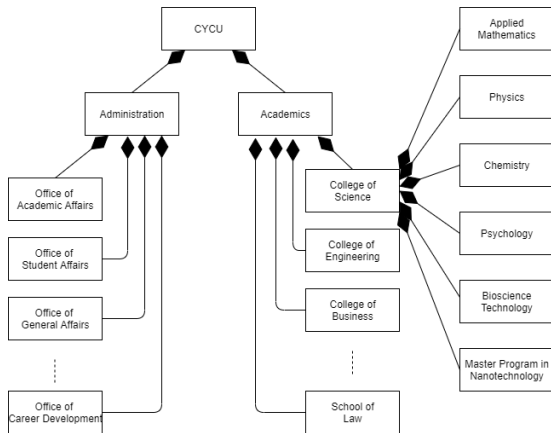 CYCU
Administration
Academics
Office of
Academic Affairs
Office of
Student Affairs
Office of
General Affairs
Office of
Career Development
College of
Science
College of
Engineering
College of
Business
School of
Law
Applied
Mathematics
Physics
Chemistry
Psychology
Bioscience
Technology
Master Program in
Nanotechnology